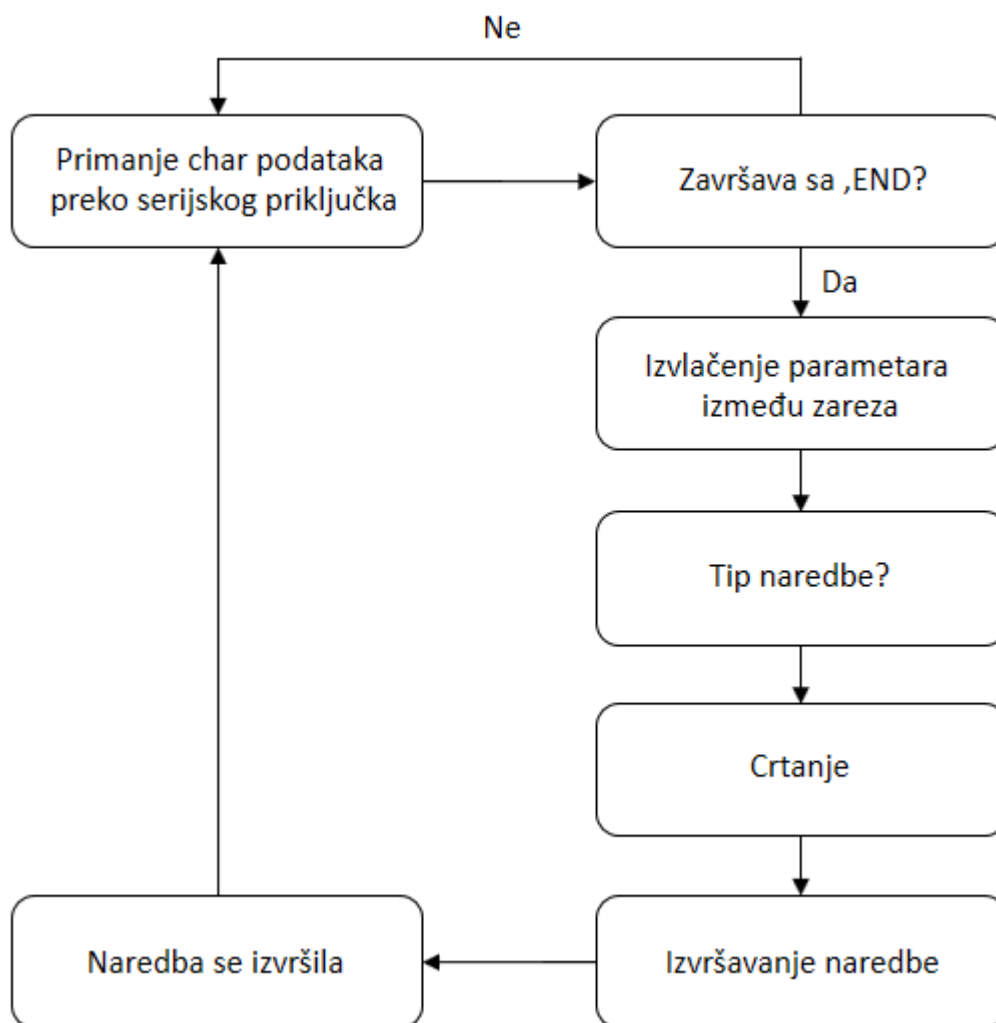 Ne
Primanje char podataka
preko serijskog priključka
Završava sa ,END?
Da
Izvlačenje parametara
između zareza
Tip naredbe?
Crtanje
Izvršavanje naredbe
Naredba se izvršila